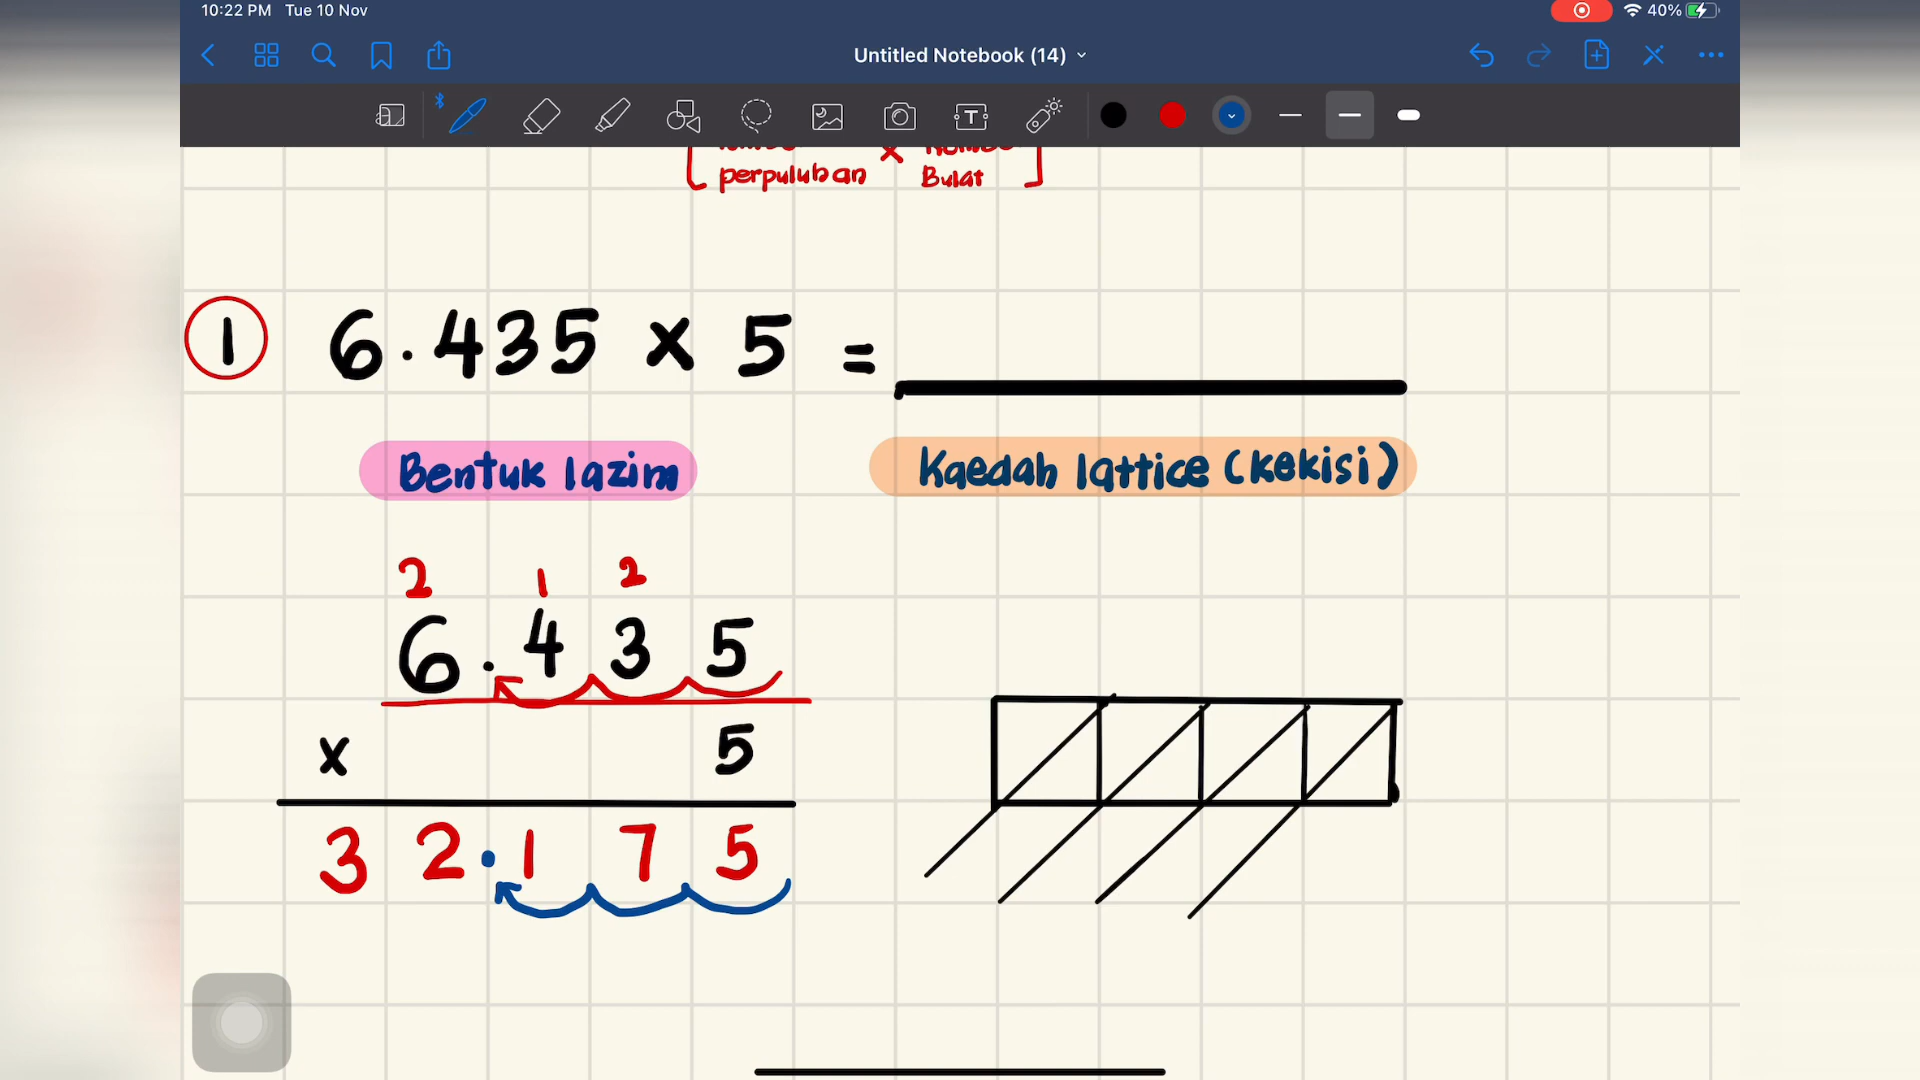 10:22 PM Tue 10 Nov
40%
Untitled Notebook (14)
perpuluhan Bulat
1 6.435 x 5 =
Bentuk lazim
Kaedah lattice (kekisi)
2 1 2
6.435
x 5
32.175